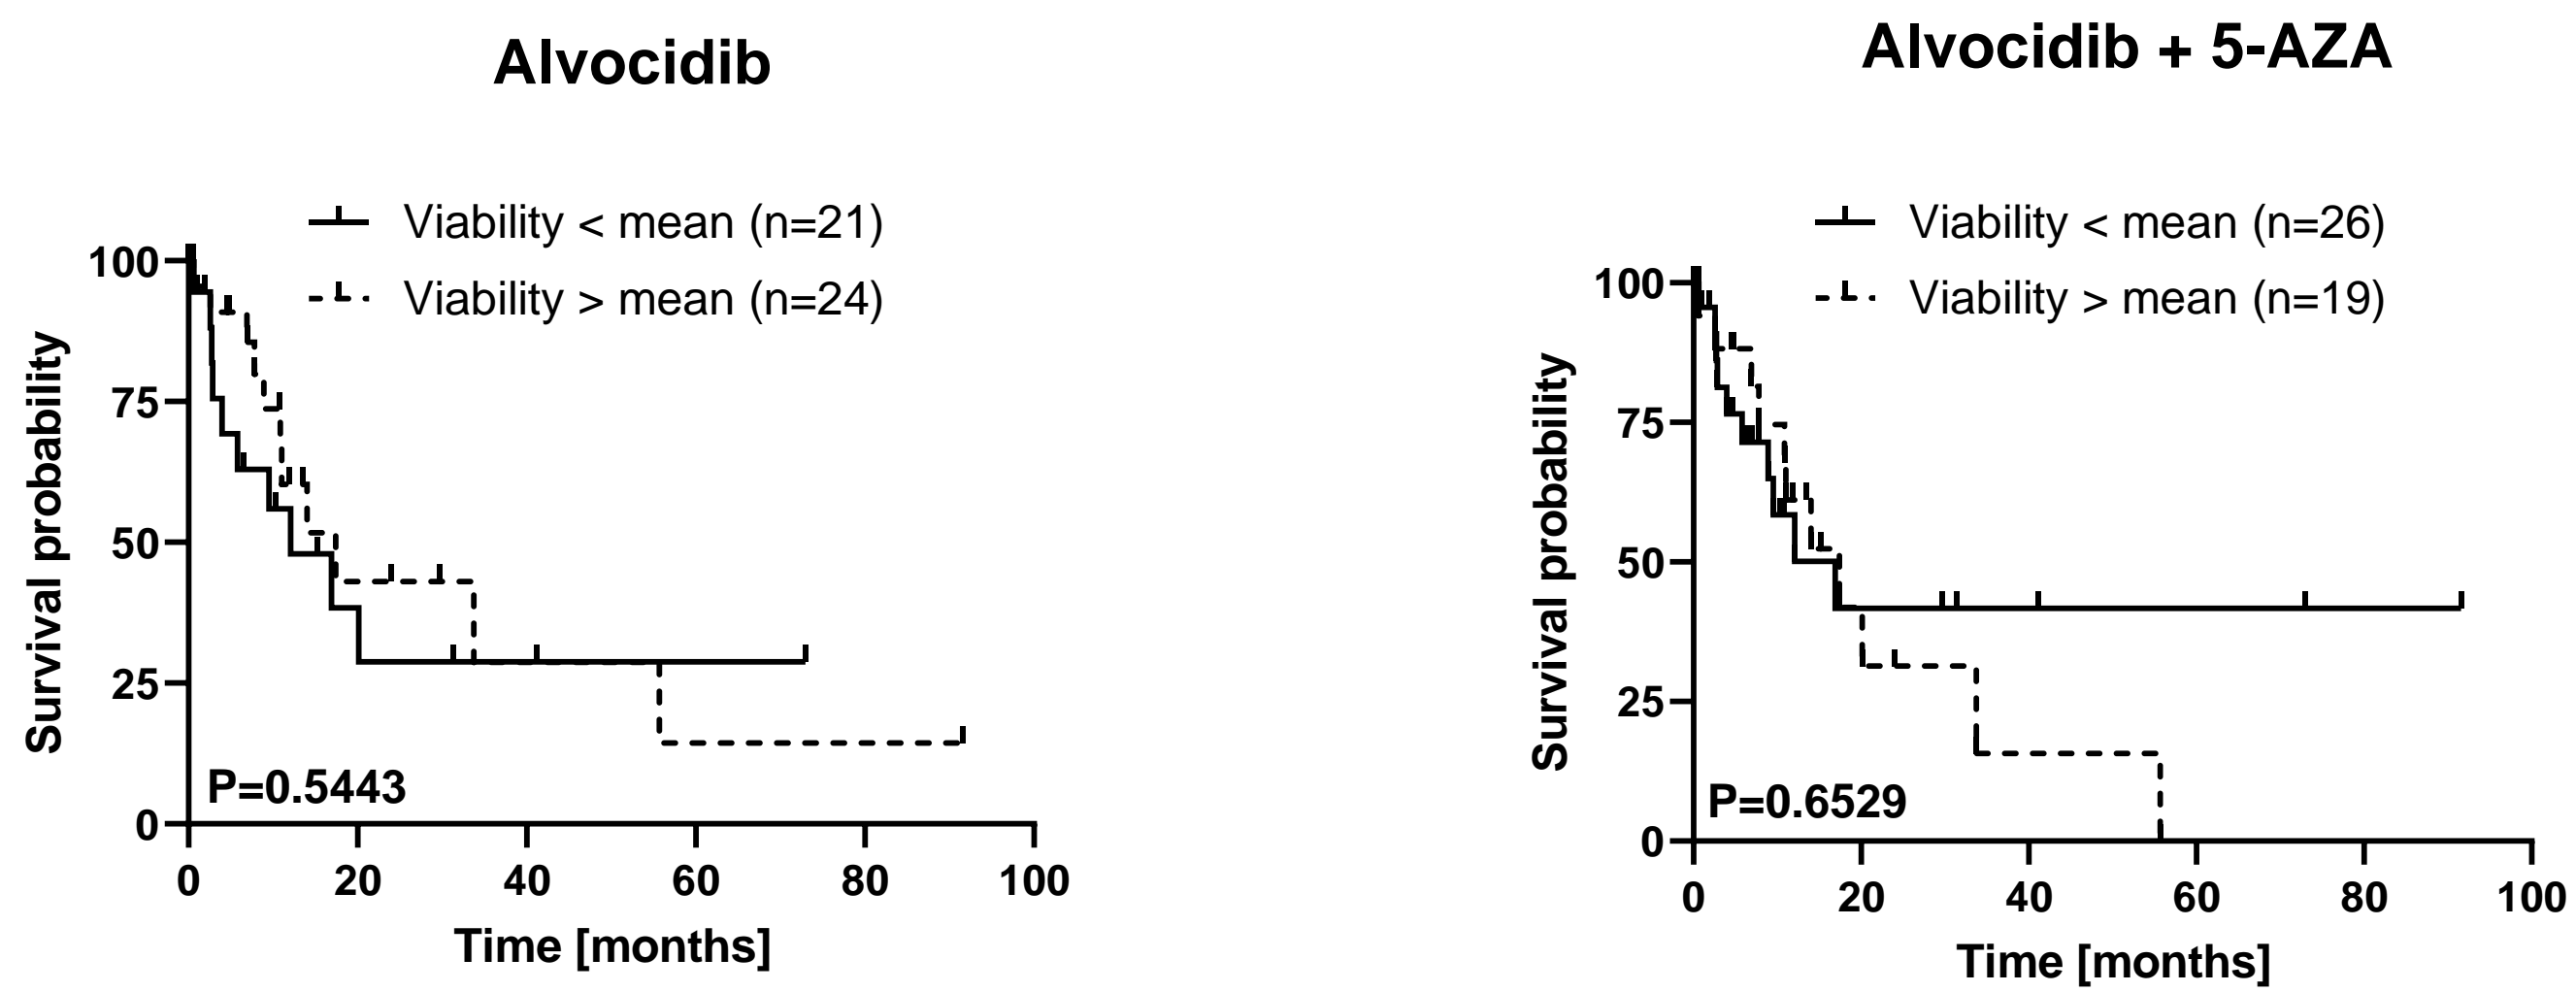 Alvocidib
Viability < mean (n=21)
Viability > mean (n=24)
Survival probability
100
75
50
25
0
P=0.5443
0 20 40 60 80 100
Time [months]
Alvocidib + 5-AZA
Viability < mean (n=26)
Viability > mean (n=19)
Survival probability
100
75
50
25
0
P=0.6529
0 20 40 60 80 100
Time [months]